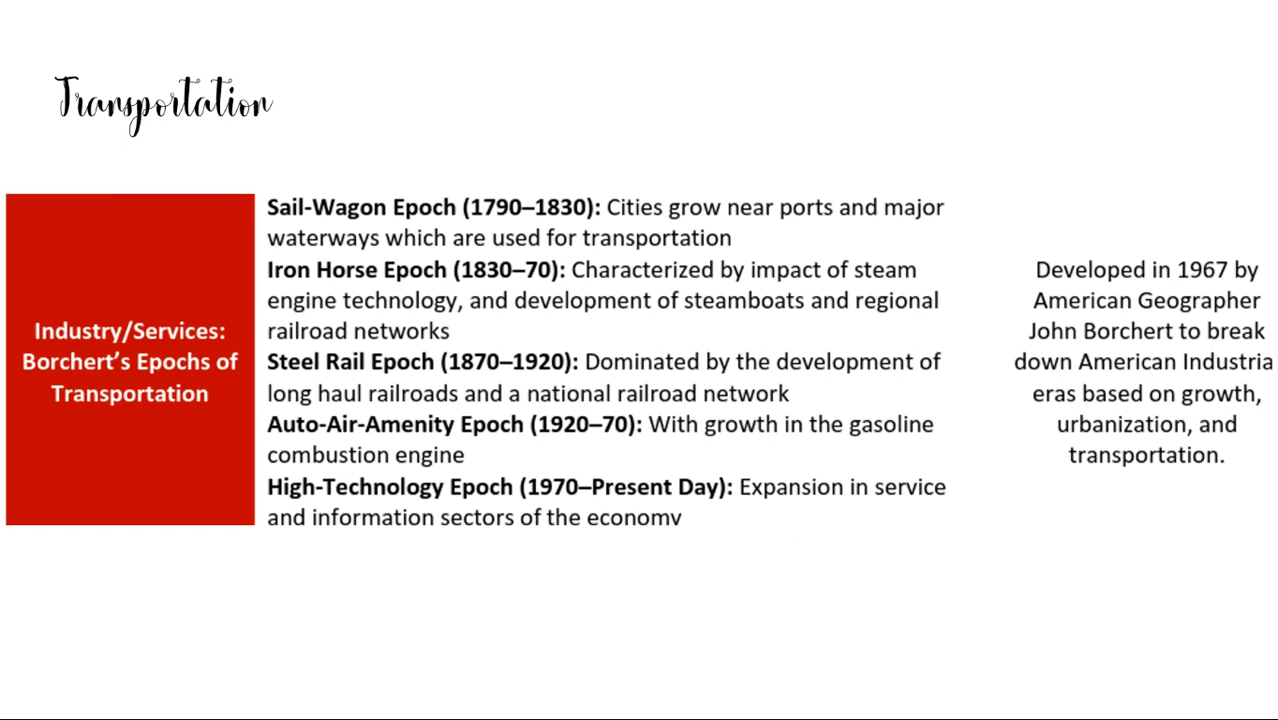 Transportation
Industry/Services:
Borchert's Epochs of
Transportation
Sail-Wagon Epoch (1790–1830): Cities grow near ports and major
waterways which are used for transportation
Iron Horse Epoch (1830–70): Characterized by impact of steam
engine technology, and development of steamboats and regional
railroad networks
Steel Rail Epoch (1870–1920): Dominated by the development of
long haul railroads and a national railroad network
Auto-Air-Amenity Epoch (1920–70): With growth in the gasoline
combustion engine
High-Technology Epoch (1970–Present Day): Expansion in service
and information sectors of the economy
Developed in 1967 by
American Geographer
John Borchert to break
down American Industria
eras based on growth,
urbanization, and
transportation.